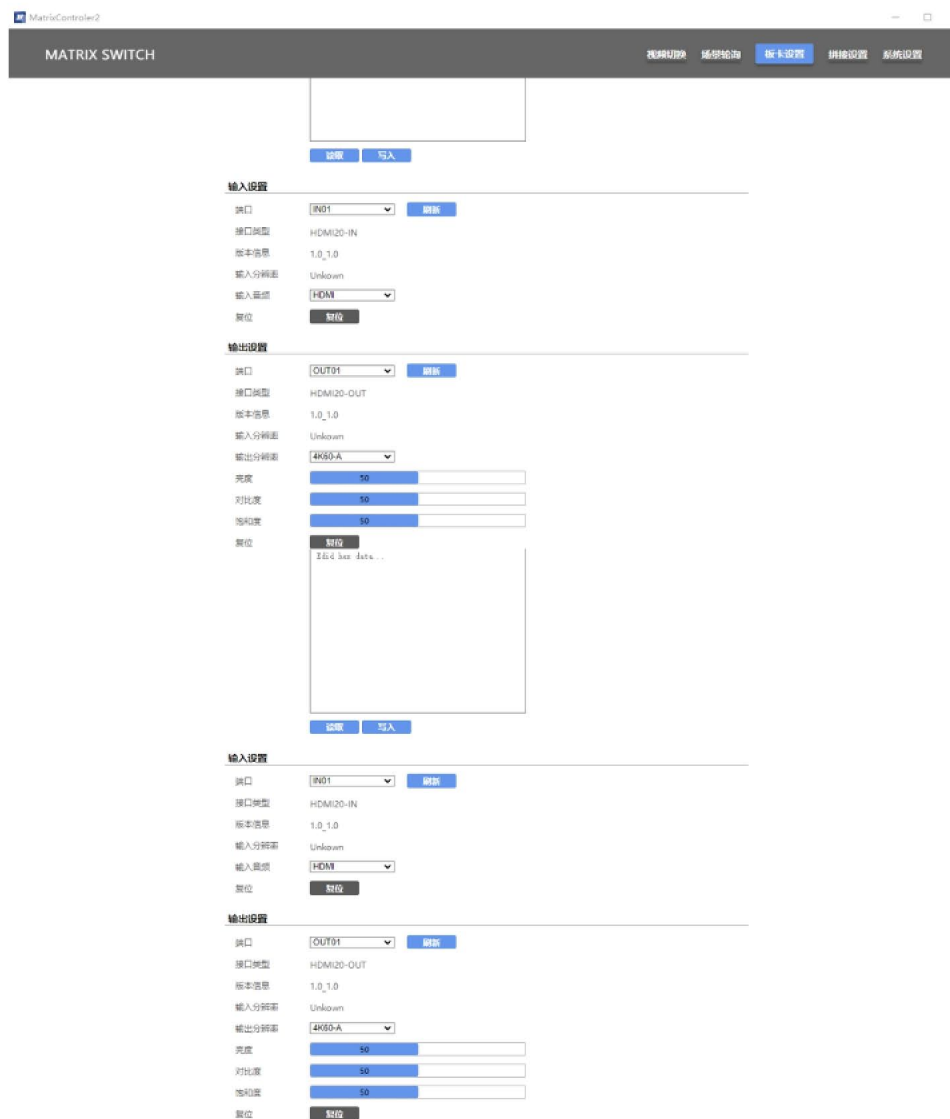 MatrixControler2
MATRIX SWITCH 视频切换 场景轮询 板卡设置 拼接设置 系统设置
读取 写入
输入设置
端口 IN01 刷新
接口类型 HDMI20-IN
版本信息 1.0_1.0
输入分辨率 Unkown
输入音频 HDMI
复位 复位
输出设置
端口 OUT01 刷新
接口类型 HDMI20-OUT
版本信息 1.0_1.0
输入分辨率 Unkown
输出分辨率 4K60-A
亮度 50
对比度 50
饱和度 50
复位 复位
Edid hex data...
读取 写入
输入设置
端口 IN01 刷新
接口类型 HDMI20-IN
版本信息 1.0_1.0
输入分辨率 Unkown
输入音频 HDMI
复位 复位
输出设置
端口 OUT01 刷新
接口类型 HDMI20-OUT
版本信息 1.0_1.0
输入分辨率 Unkown
输出分辨率 4K60-A
亮度 50
对比度 50
饱和度 50
复位 复位